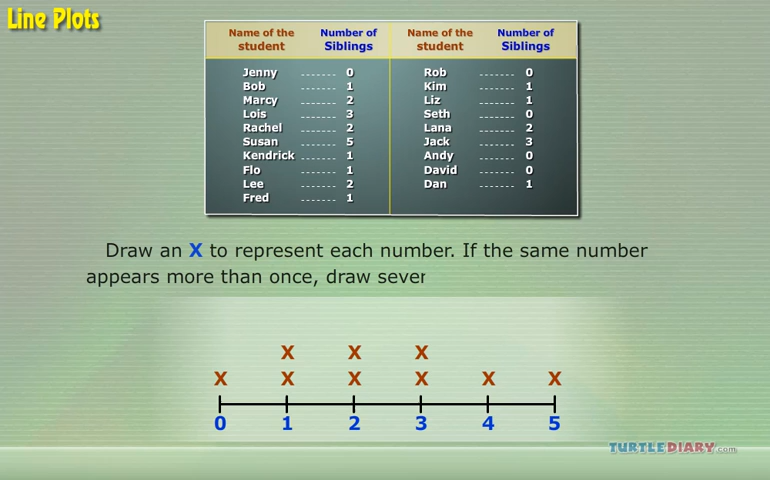 Line Plots
Name of the student Number of Siblings Name of the student Number of Siblings
Jenny ------- 0 Rob ------- 0
Bob ------- 1 Kim ------- 1
Marcy ------- 2 Liz ------- 1
Lois ------- 3 Seth ------- 0
Rachel ------- 2 Lana ------- 2
Susan ------- 5 Jack ------- 3
Kendrick ------- 1 Andy ------- 0
Flo ------- 1 David ------- 0
Lee ------- 2 Dan ------- 1
Fred ------- 1
Draw an X to represent each number. If the same number
appears more than once, draw sever
X X X
X X X X X X
0 1 2 3 4 5
TURTLEDIARY.com